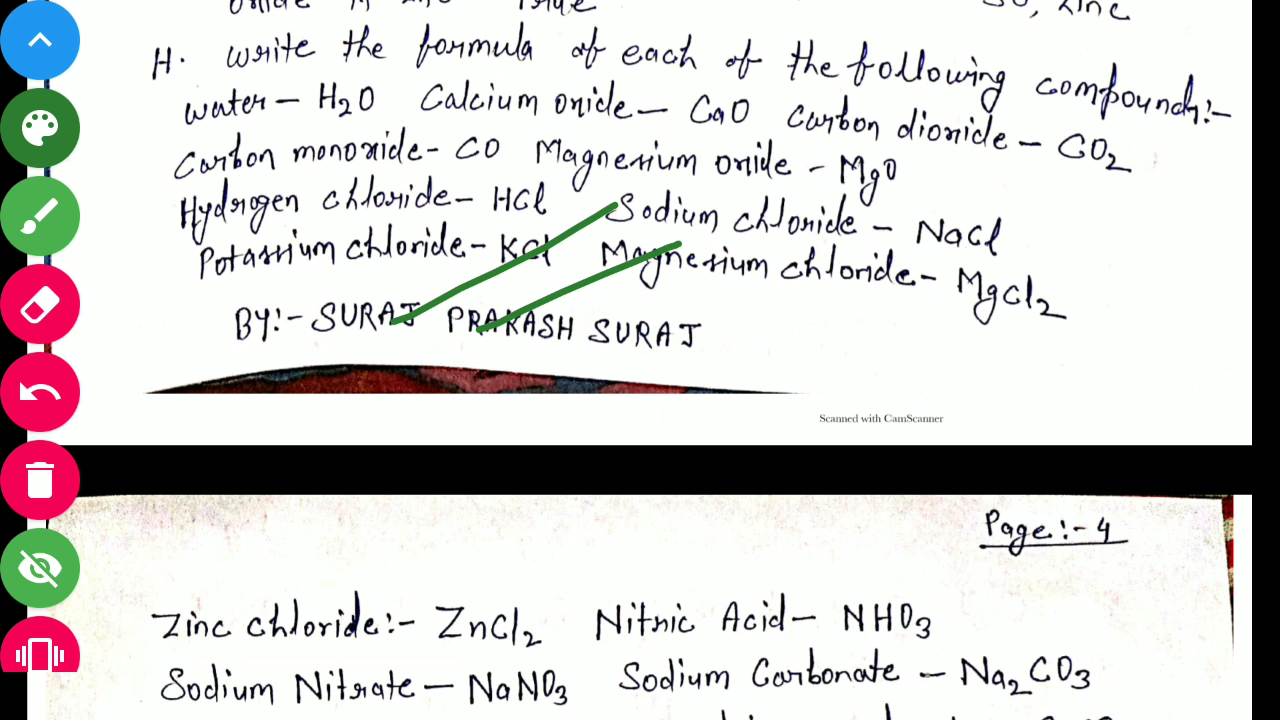 H. Write the formula of each of the following compounds:-
water - H2O Calcium oxide - CaO Carbon dioxide - CO2
Carbon monoxide - CO Magnesium oxide - MgO
Hydrogen chloride - HCl Sodium chloride - NaCl
Potassium chloride - KCl Magnesium chloride - MgCl2
BY:- SURAJ PRAKASH SURAJ
Scanned with CamScanner
Page:- 4
Zinc chloride:- ZnCl2 Nitric Acid - NHO3
Sodium Nitrate - NaNO3 Sodium Carbonate - Na2CO3